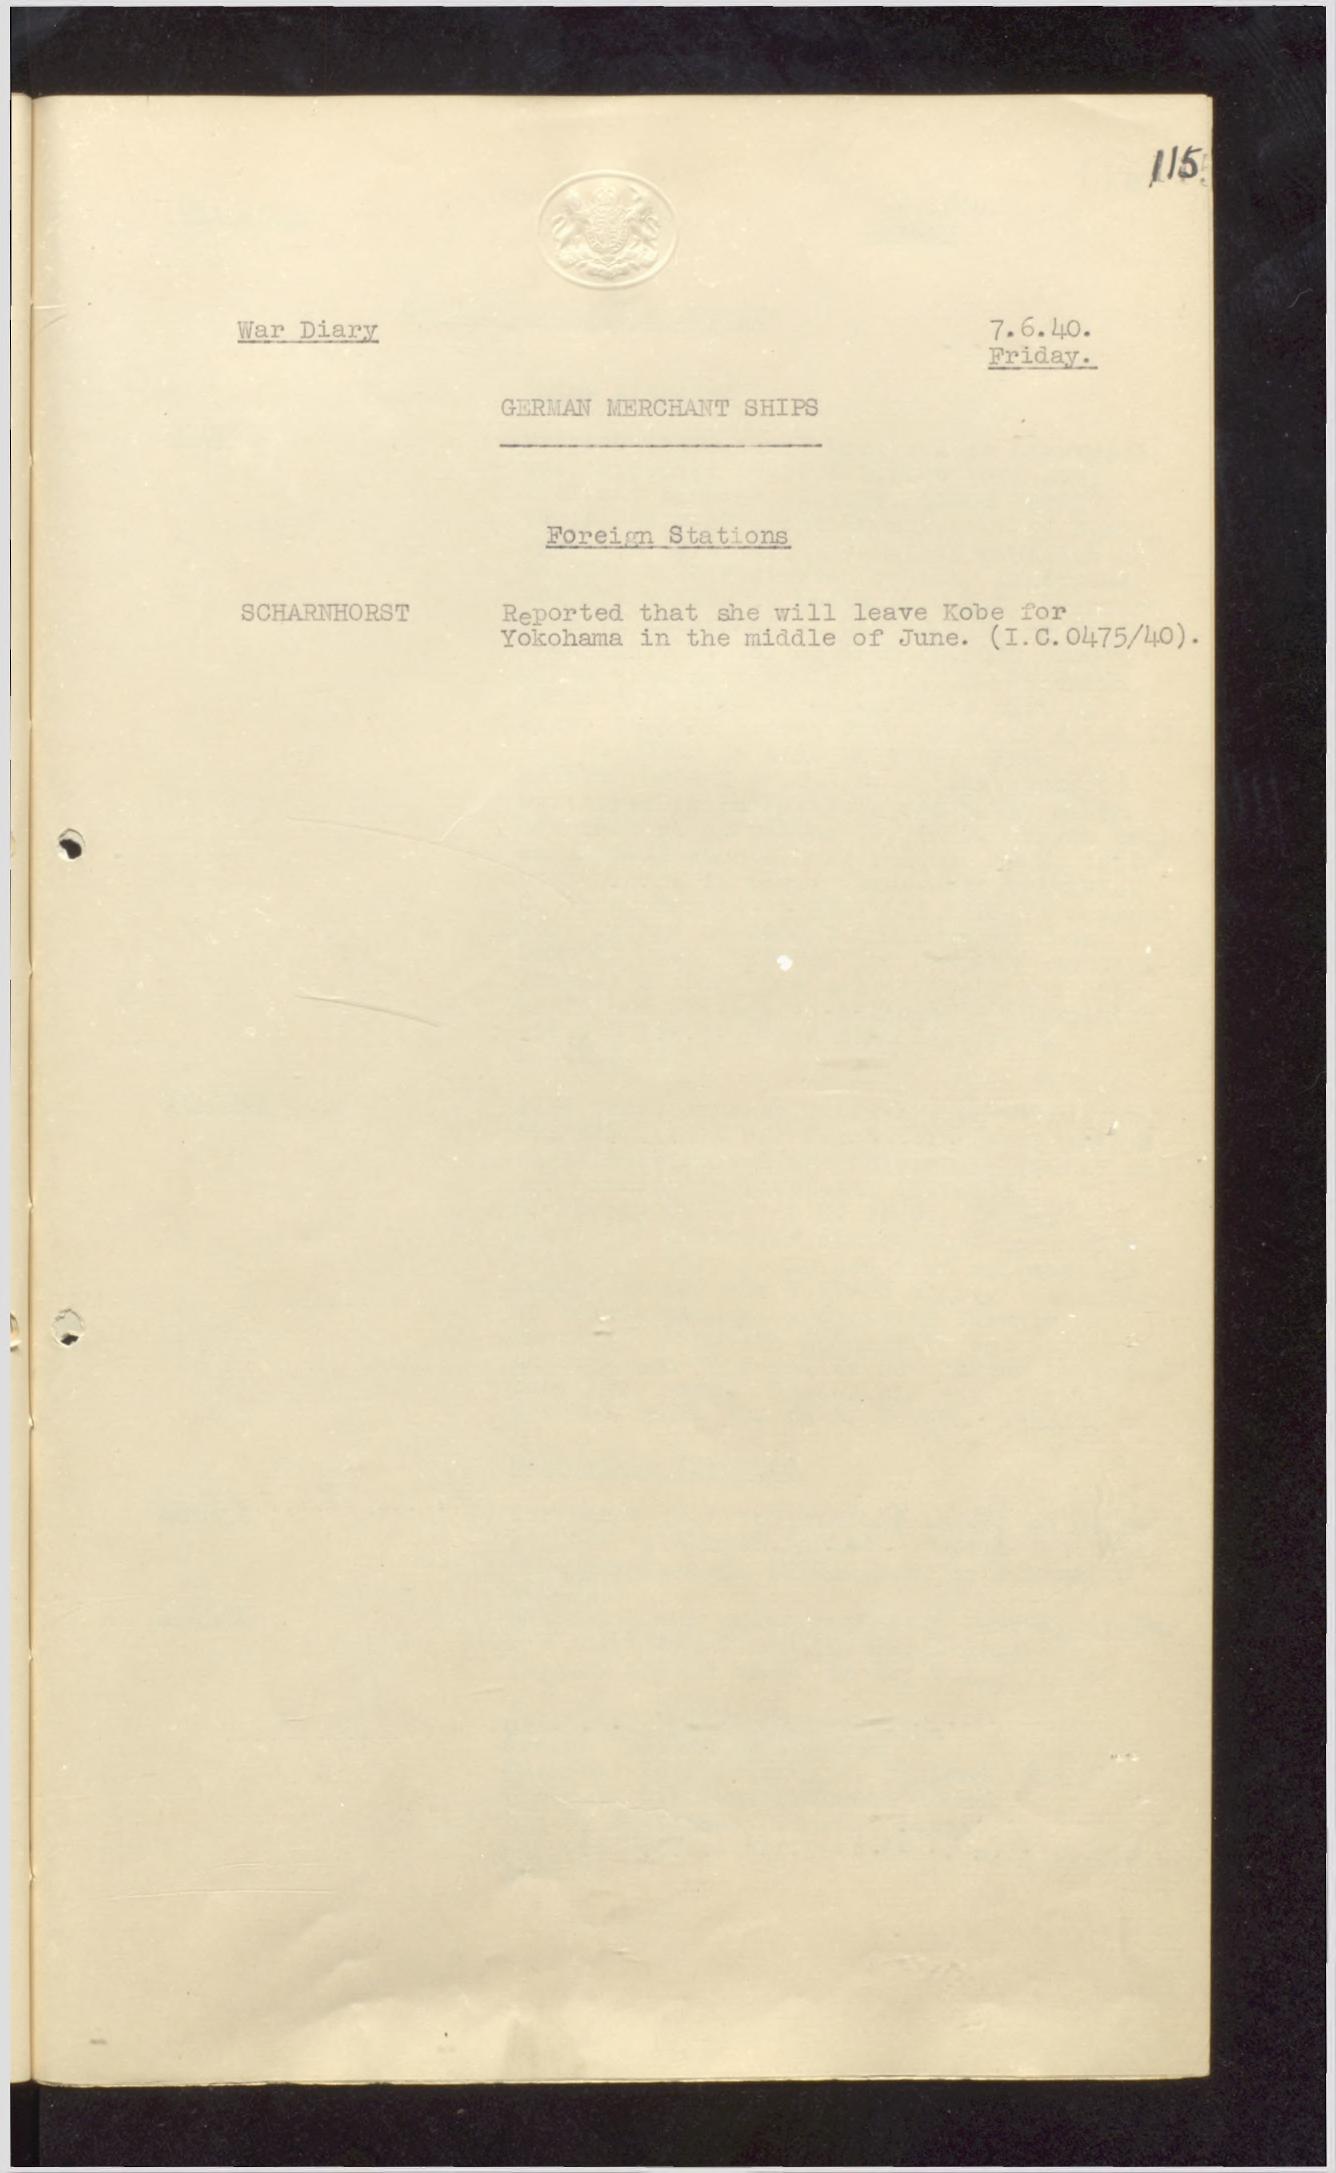 115.
War Diary
7.6.40.
Friday.
GERMAN MERCHANT SHIPS
Foreign Stations
SCHARNHORST Reported that she will leave Kobe for
Yokohama in the middle of June. (I.C.0475/40).